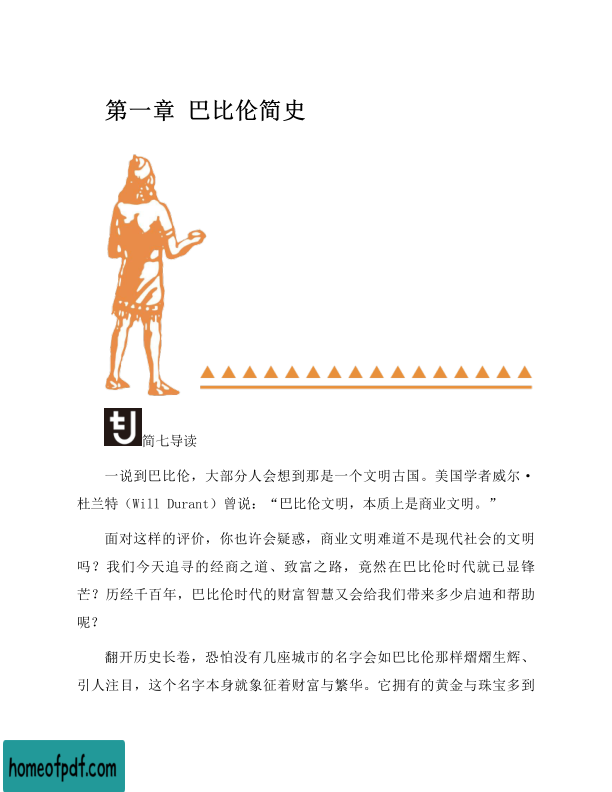 第一章 巴比伦简史
简七导读
一说到巴比伦，大部分人会想到那是一个文明古国。美国学者威尔·
杜兰特（Will Durant）曾说：“巴比伦文明，本质上是商业文明。”
面对这样的评价，你也许会疑惑，商业文明难道不是现代社会的文明
吗？我们今天追寻的经商之道、致富之路，竟然在巴比伦时代就已显锋
芒？历经千百年，巴比伦时代的财富智慧又会给我们带来多少启迪和帮助
呢？
翻开历史长卷，恐怕没有几座城市的名字会如巴比伦那样熠熠生辉、
引人注目，这个名字本身就象征着财富与繁华。它拥有的黄金与珠宝多到
homeofpdf.com